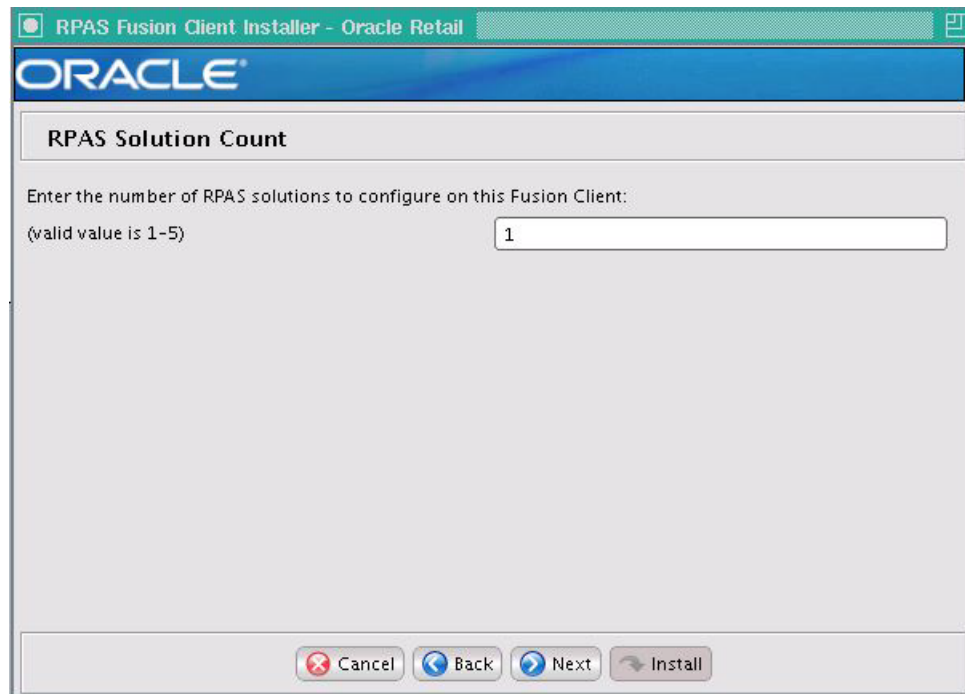 RPAS Fusion Client Installer - Oracle Retail
ORACLE
RPAS Solution Count
Enter the number of RPAS solutions to configure on this Fusion Client:
(valid value is 1-5) 1
Cancel Back Next Install